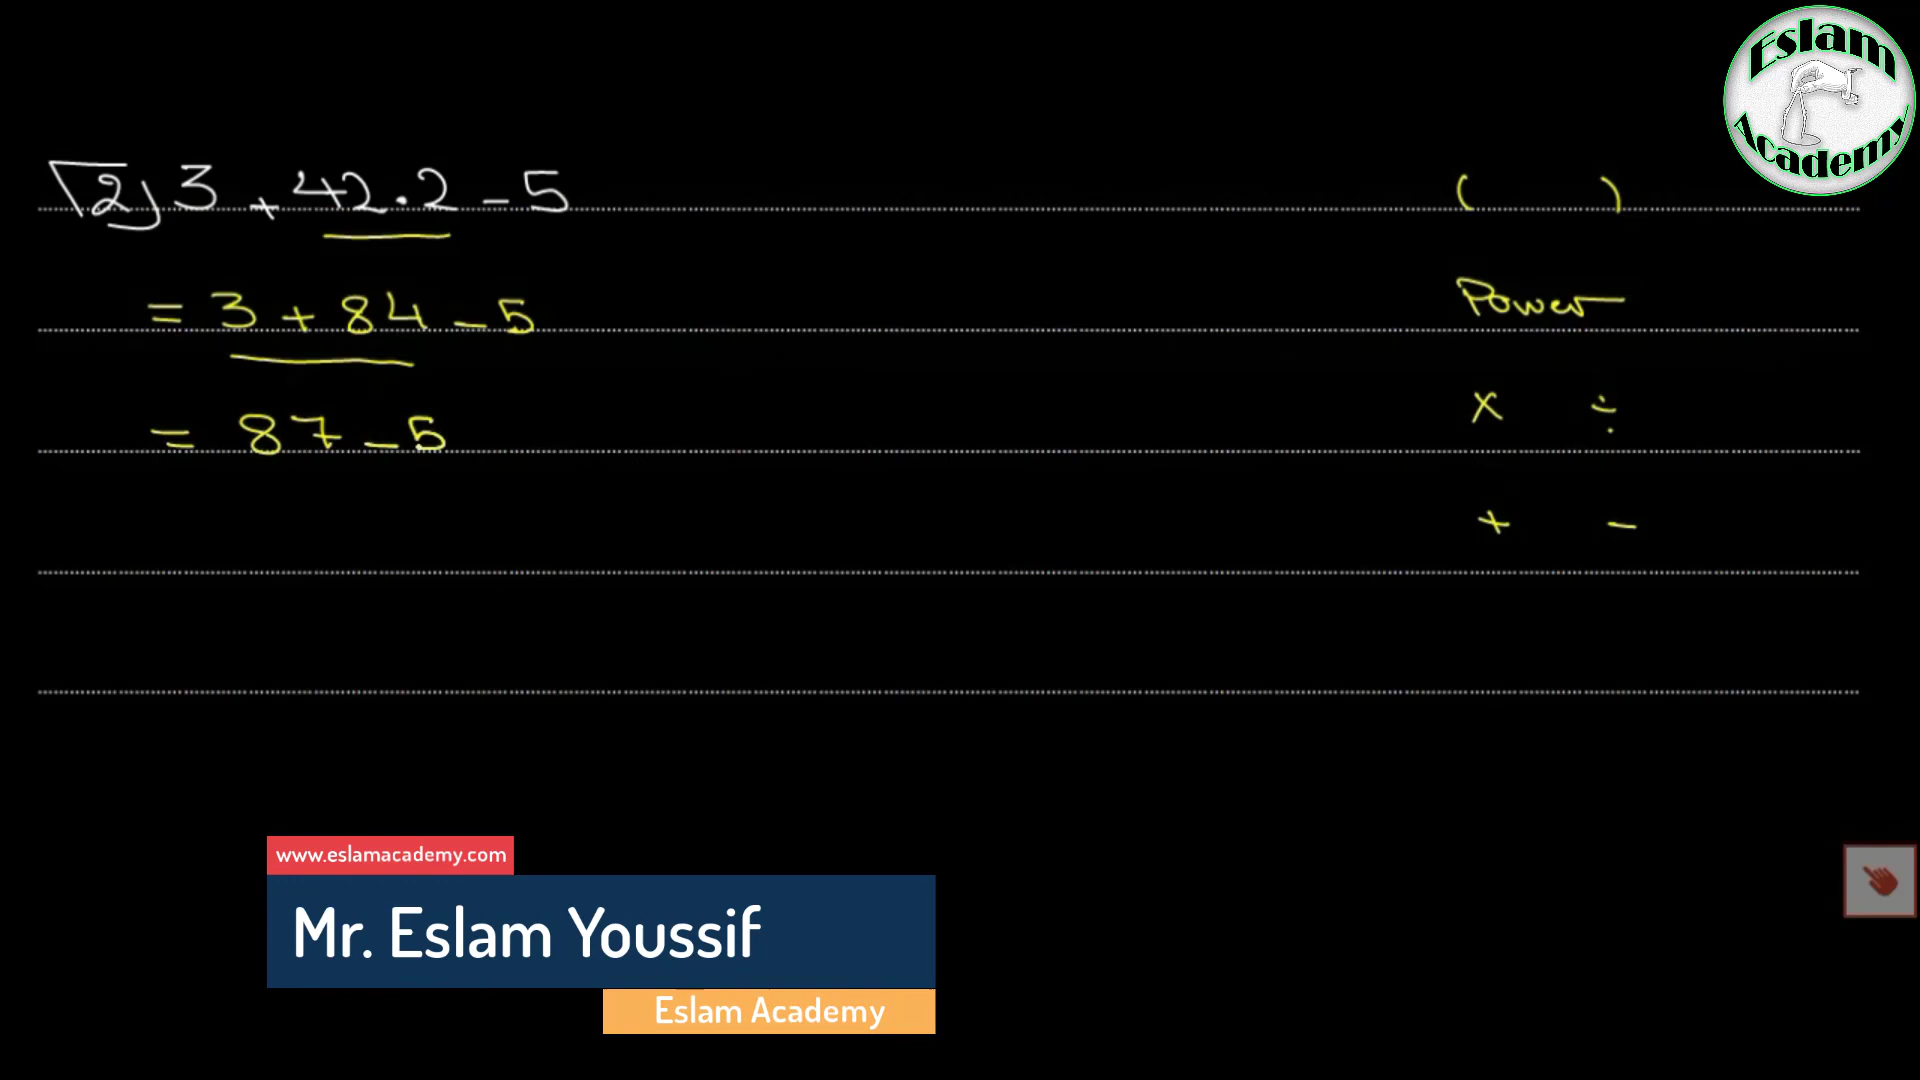 Eslam
Academy
2) 3 + 42 · 2 - 5
( )
= 3 + 84 - 5
Power
= 87 - 5
× ÷
+ -
www.eslamacademy.com
Mr. Eslam Youssif
Eslam Academy